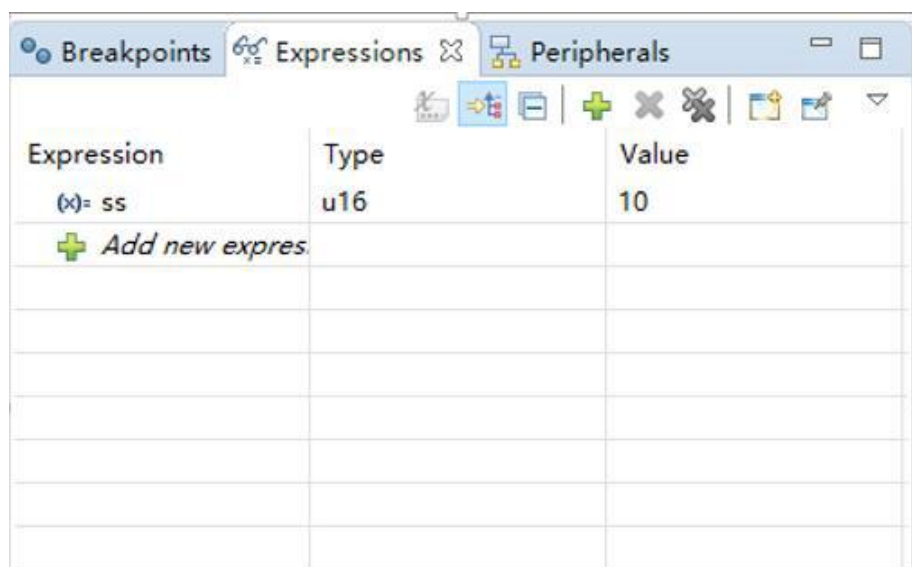 Breakpoints Expressions Peripherals
Expression Type Value
(x)= ss u16 10
Add new expres